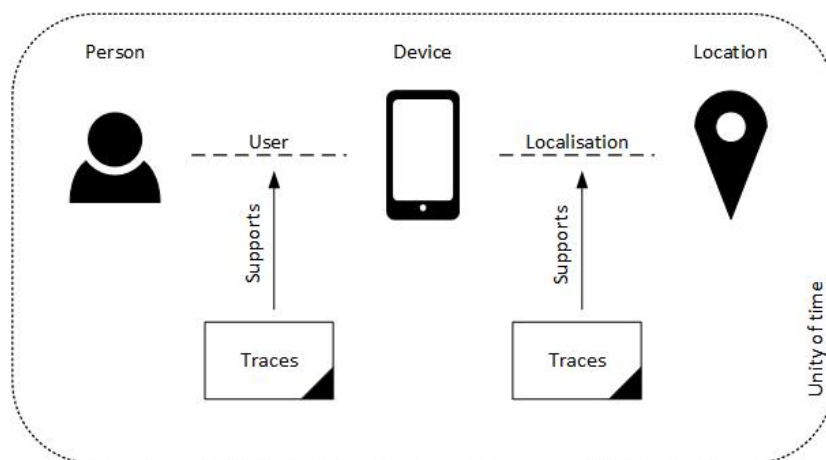 Person
Device
Location
User
Localisation
Supports
Supports
Traces
Traces
Unity of time